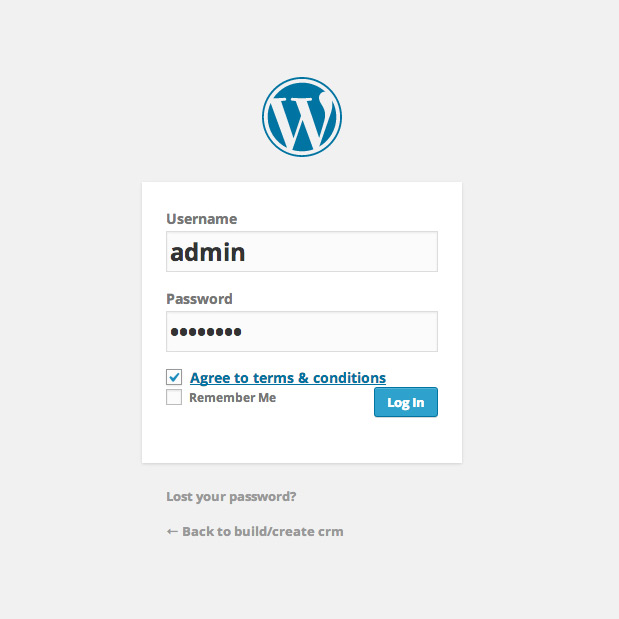 Username
admin
Password
••••••••
Agree to terms & conditions
Remember Me
Log In
Lost your password?
← Back to build/create crm